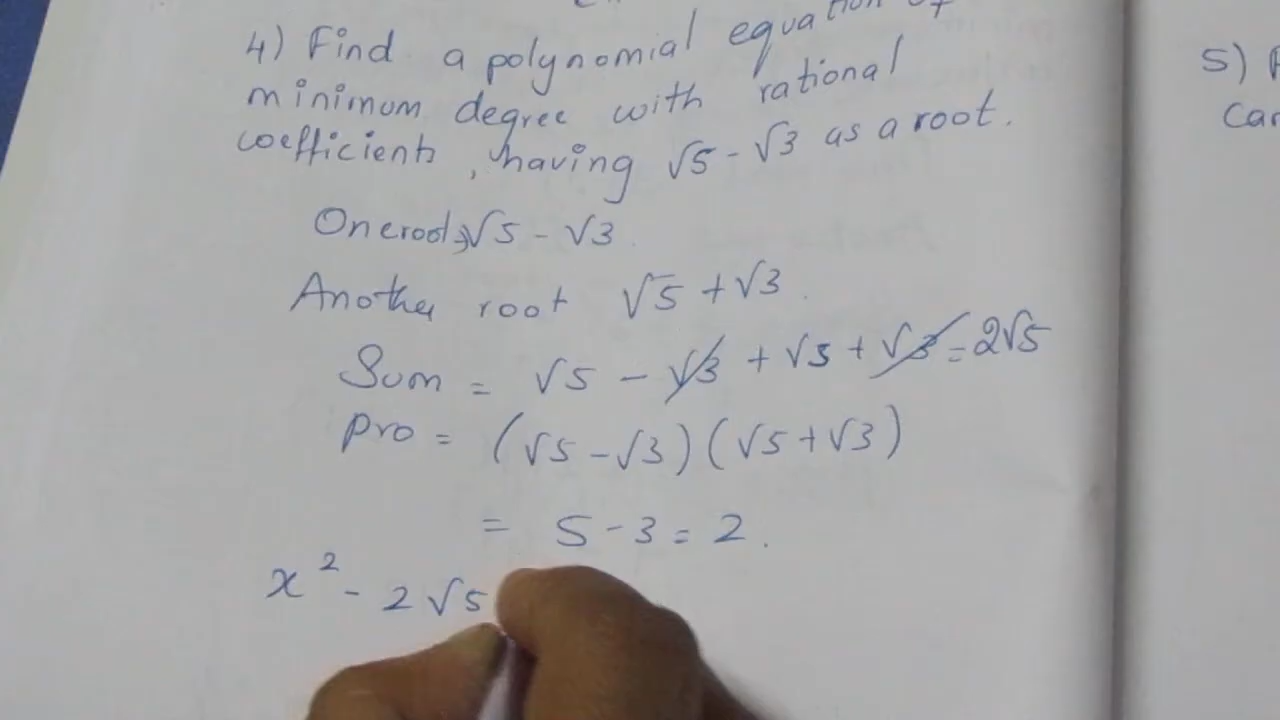 4) Find a polynomial equation of
minimum degree with rational
coefficients, having √5 - √3 as a root.
One root, √5 - √3
Another root √5 + √3.
Sum = √5 - √3 + √5 + √3 = 2√5
pro = (√5 - √3)(√5 + √3)
= 5 - 3 = 2.
x² - 2√5
5)